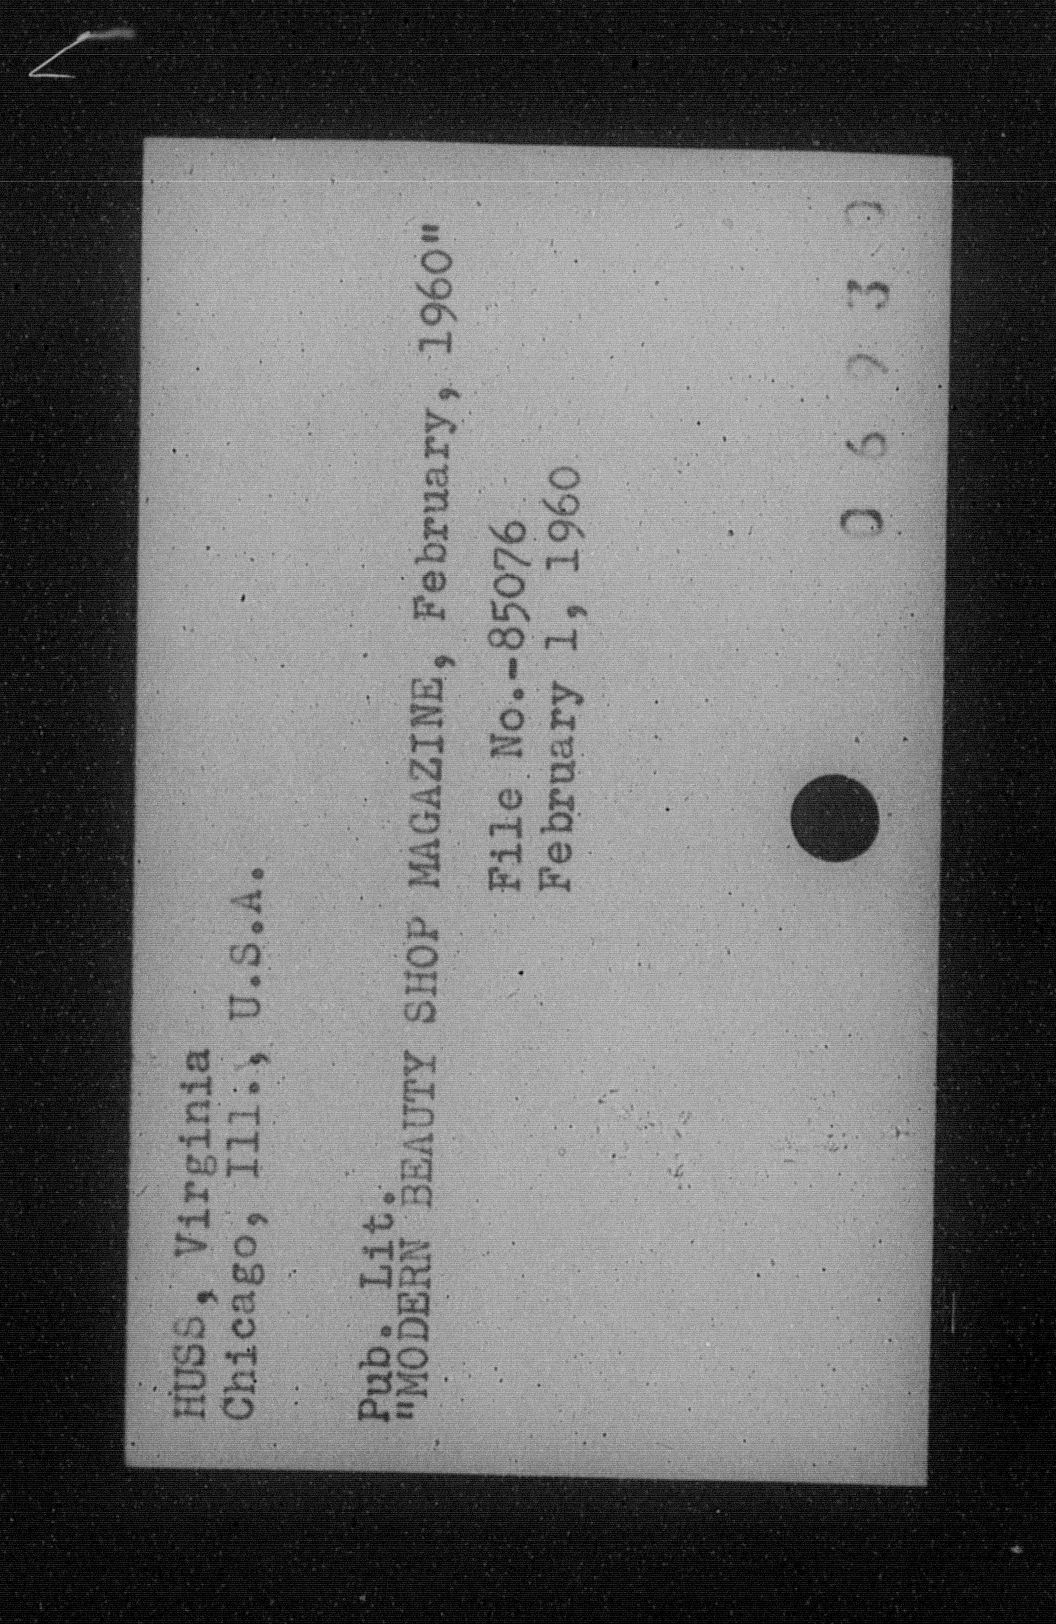 HUSS, Virginia
Chicago, Ill., U.S.A.
Pub. Lit.
"MODERN BEAUTY SHOP MAGAZINE, February, 1960"
File No.-85076
February 1, 1960